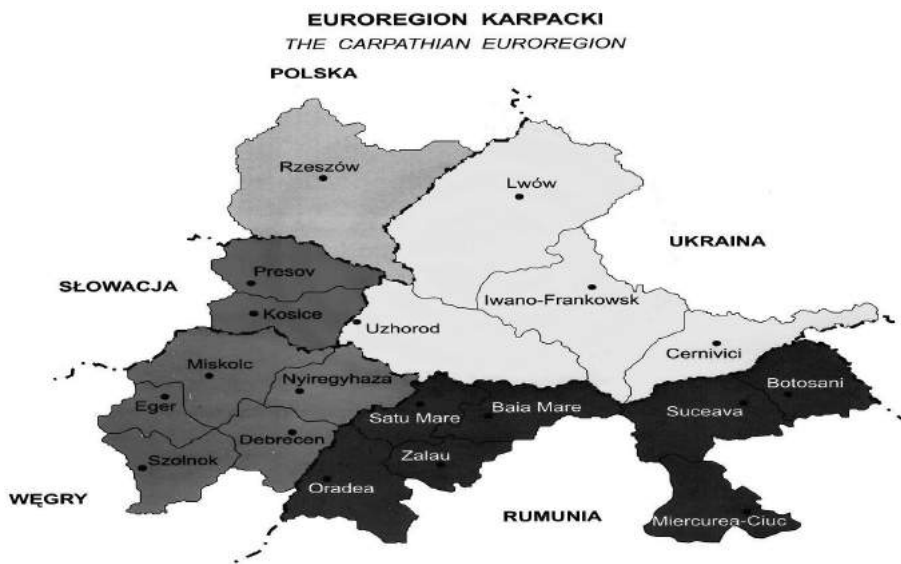 EUROREGION KARPACKI
THE CARPATHIAN EUROREGION
POLSKA
Rzeszów
Lwów
UKRAINA
Presov
SŁOWACJA
Iwano-Frankowsk
Kosice
Uzhorod
Cernivici
Miskolc
Nyiregyhaza
Botosani
Eger
Satu Mare
Baia Mare
Suceava
Debrecen
Szolnok
Zalau
Oradea
WĘGRY
RUMUNIA
Miercurea-Ciuc